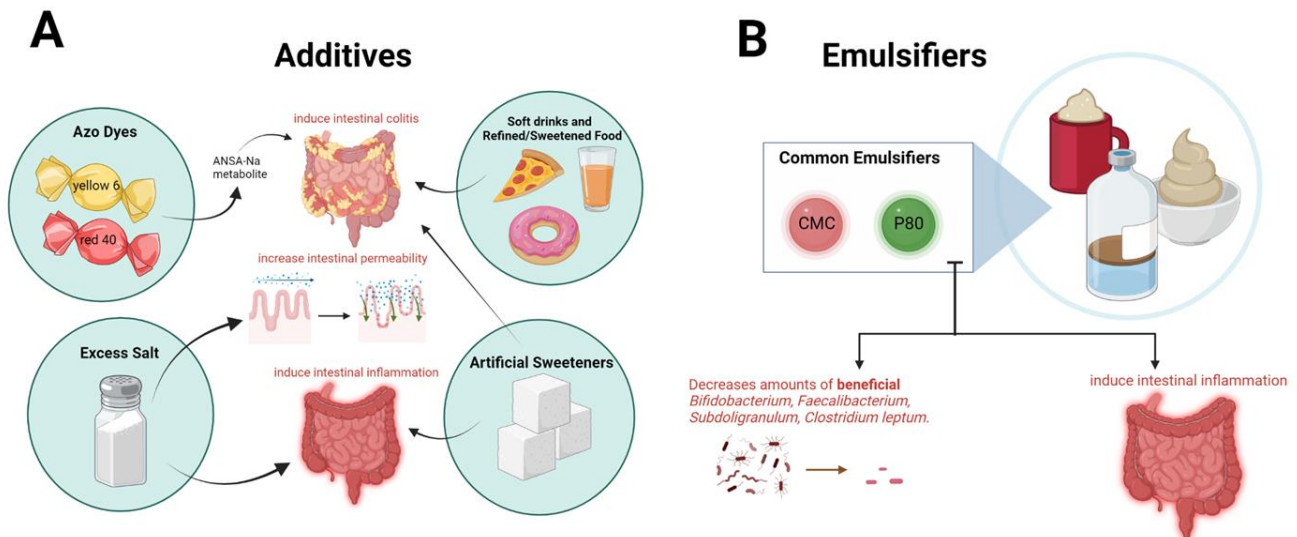 A
Additives
Azo Dyes
yellow 6
red 40
ANSA-Na
metabolite
induce intestinal colitis
Soft drinks and
Refined/Sweetened Food
increase intestinal permeability
Excess Salt
induce intestinal inflammation
Artificial Sweeteners
B
Emulsifiers
Common Emulsifiers
CMC
P80
Decreases amounts of beneficial
Bifidobacterium, Faecalibacterium,
Subdoligranulum, Clostridium leptum.
induce intestinal inflammation